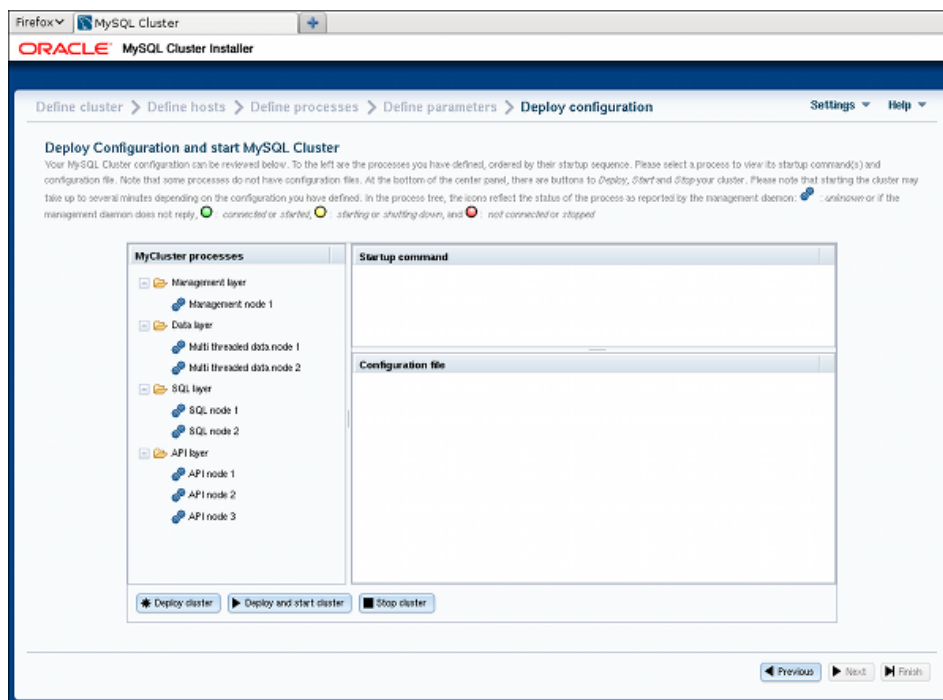 Firefox
MySQL Cluster
ORACLE MySQL Cluster Installer
Define cluster > Define hosts > Define processes > Define parameters > Deploy configuration
Settings
Help
Deploy Configuration and start MySQL Cluster
Your MySQL Cluster configuration can be reviewed below. To the left are the processes you have defined, ordered by their startup sequence. Please select a process to view its startup command(s) and
configuration file. Note that some processes do not have configuration files. At the bottom of the center panel, there are buttons to Deploy, Start and Stop your cluster. Please note that starting the cluster may
take up to several minutes depending on the configuration you have defined. In the process tree, the icons reflect the status of the process as reported by the management daemon: : unknown or if the
management daemon does not reply, : connected or started, : starting or shutting down, and : not connected or stopped
MyCluster processes
Management layer
Management node 1
Data layer
Multi threaded data node 1
Multi threaded data node 2
SQL layer
SQL node 1
SQL node 2
API layer
API node 1
API node 2
API node 3
Startup command
Configuration file
Deploy cluster
Deploy and start cluster
Stop cluster
Previous
Next
Finish